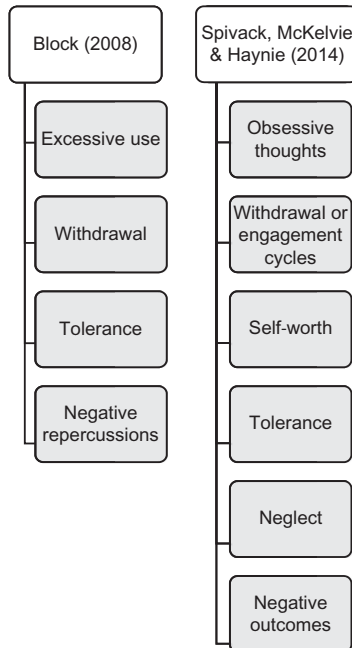 Block (2008)
Excessive use
Withdrawal
Tolerance
Negative
repercussions
Spivack, McKelvie
& Haynie (2014)
Obsessive
thoughts
Withdrawal or
engagement
cycles
Self-worth
Tolerance
Neglect
Negative
outcomes